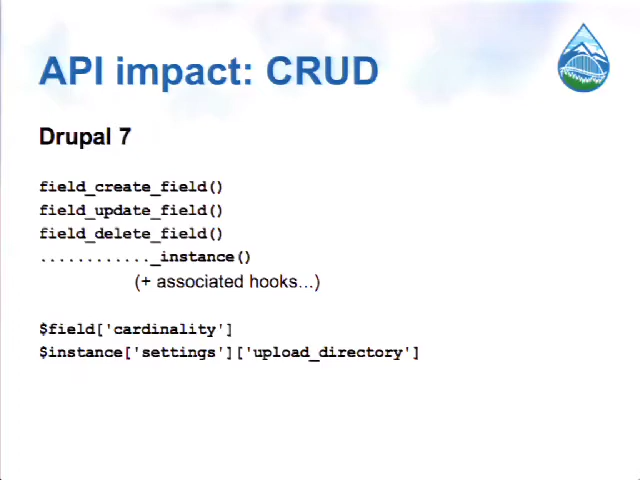 API impact: CRUD
Drupal 7
field_create_field()
field_update_field()
field_delete_field()
............_instance()
(+ associated hooks...)
$field['cardinality']
$instance['settings']['upload_directory']